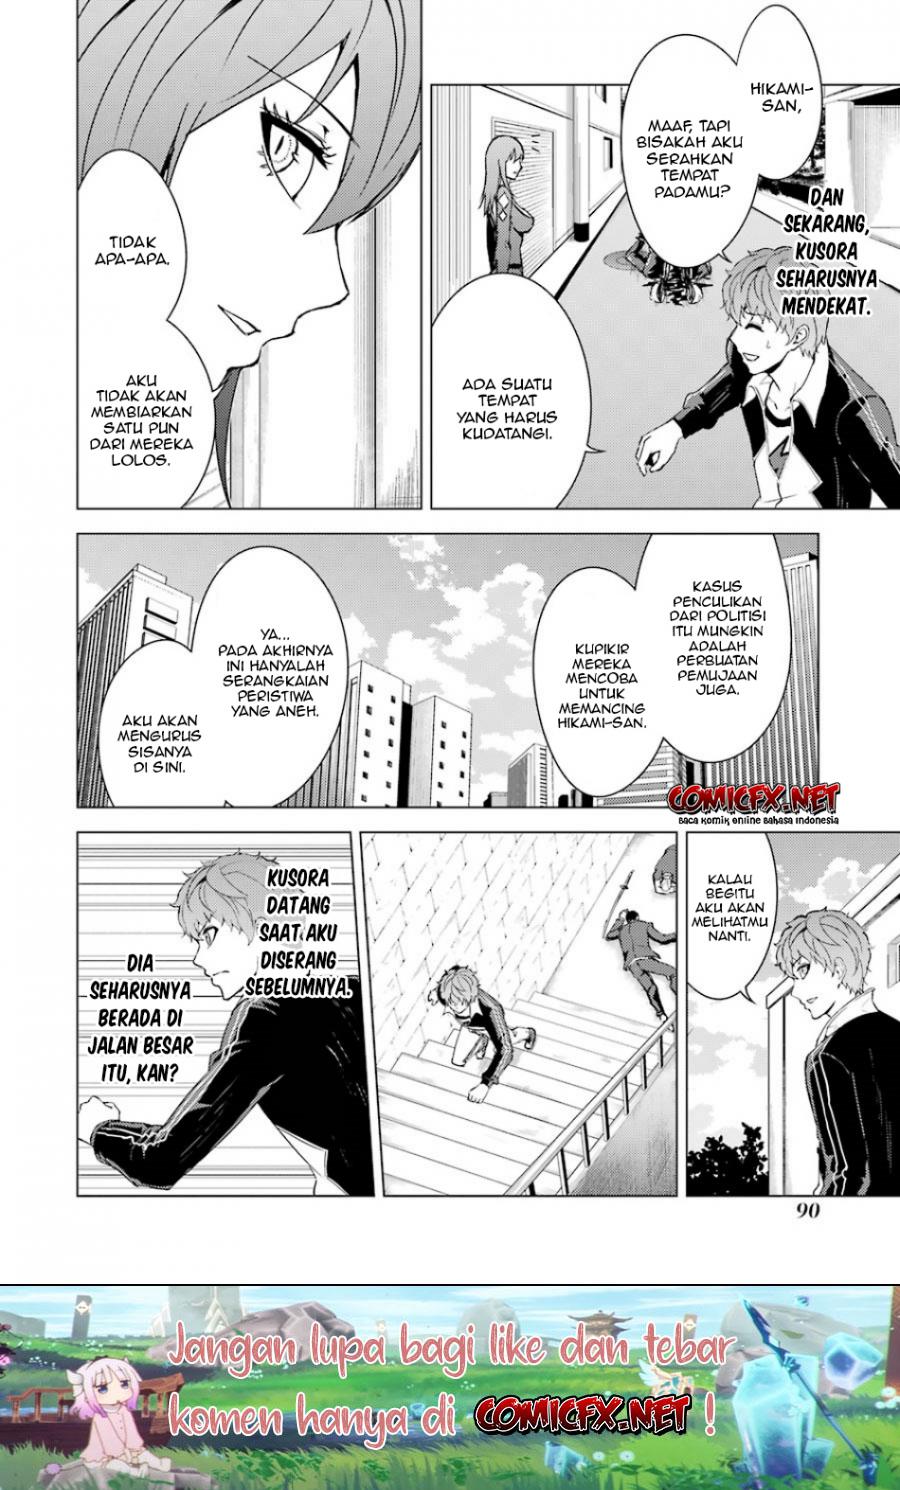 HIKAMI-
SAN,
MAAF, TAPI
BISAKAH AKU
SERAHKAN
TEMPAT
PADAMU?
DAN
SEKARANG,
KUSORA
SEHARUSNYA
MENDEKAT.
ADA SUATU
TEMPAT
YANG HARUS
KUDATANGI.
TIDAK
APA-APA.
AKU
TIDAK AKAN
MEMBIARKAN
SATU PUN
DARI MEREKA
LOLOS.
KASUS
PENCULIKAN
DARI POLITISI
ITU MUNGKIN
ADALAH
PERBUATAN
PEMUJAAN
JUGA.
KUPIKIR
MEREKA
MENCOBA
UNTUK
MEMANCING
HIKAMI-SAN.
YA...
PADA AKHIRNYA
INI HANYALAH
SERANGKAIAN
PERISTIWA
YANG ANEH.
AKU AKAN
MENGURUS
SISANYA
DI SINI.
COMICFX.NET
Baca komik online bahasa Indonesia
KALAU
BEGITU
AKU AKAN
MELIHATMU
NANTI.
KUSORA
DATANG
SAAT AKU
DISERANG
SEBELUMNYA.
DIA
SEHARUSNYA
BERADA DI
JALAN BESAR
ITU, KAN?
90
Jangan lupa bagi like dan tebar
komen hanya di COMICFX.NET !